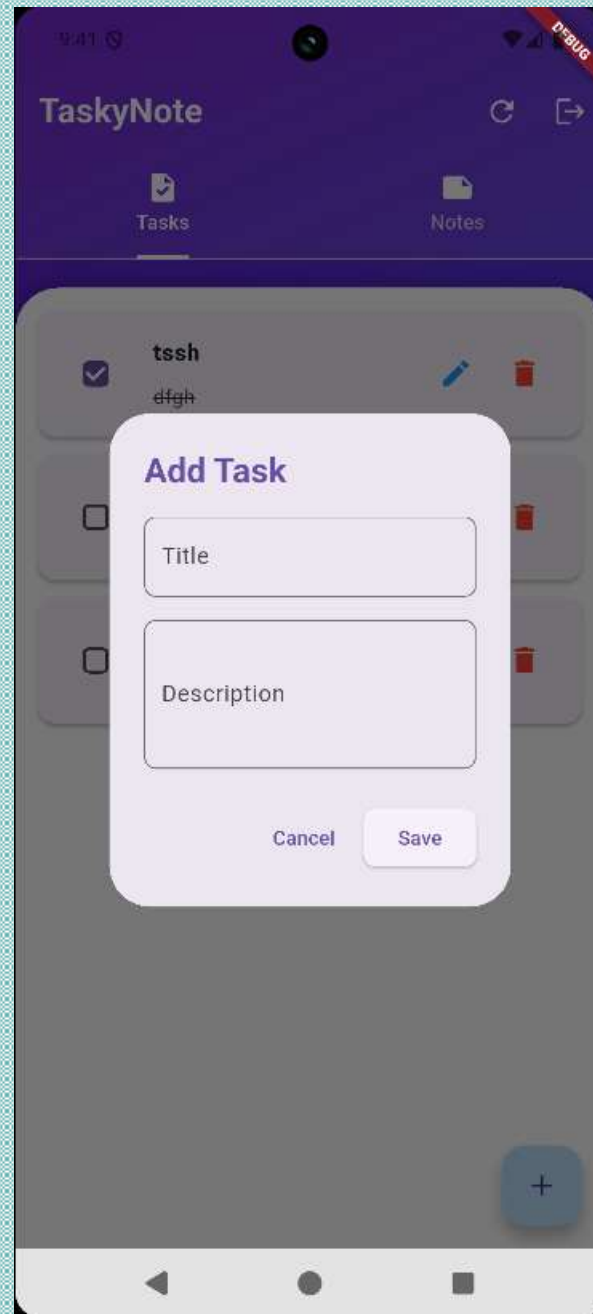 9:41
DEBUG
TaskyNote
Tasks Notes
tssh
dfgh
Add Task
Title
Description
Cancel Save